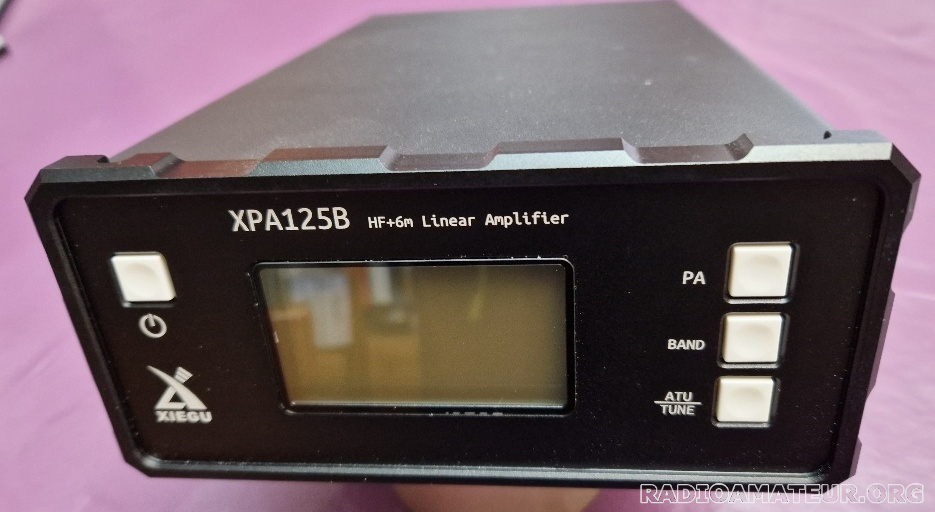 XPA125B HF+6m Linear Amplifier
PA
BAND
ATU
TUNE
XIEGU
RADIOAMATEUR.ORG